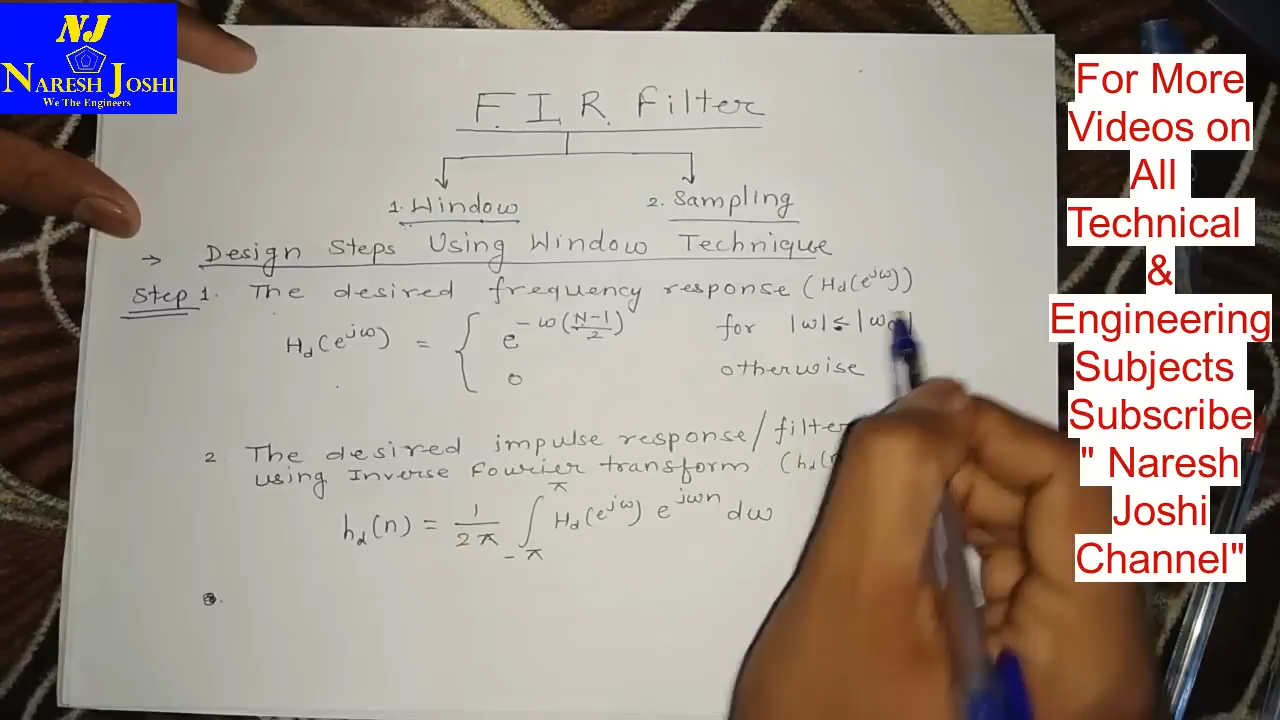 NJ
NARESH JOSHI
We The Engineers
F.I.R. Filter
1. Window
2. Sampling
→ Design Steps Using Window Technique
Step 1. The desired frequency response (Hd(e^jω))
Hd(e^jω) = { e^-ω(N-1/2) for |ω| ≤ |ωc|
0 otherwise
2 The desired impulse response/filter
using Inverse Fourier transform. (hd(n
hd(n) = 1/2π ∫_-π^π Hd(e^jω) e^jωn dω
For More
Videos on
All
Technical
&
Engineering
Subjects
Subscribe
" Naresh
Joshi
Channel"